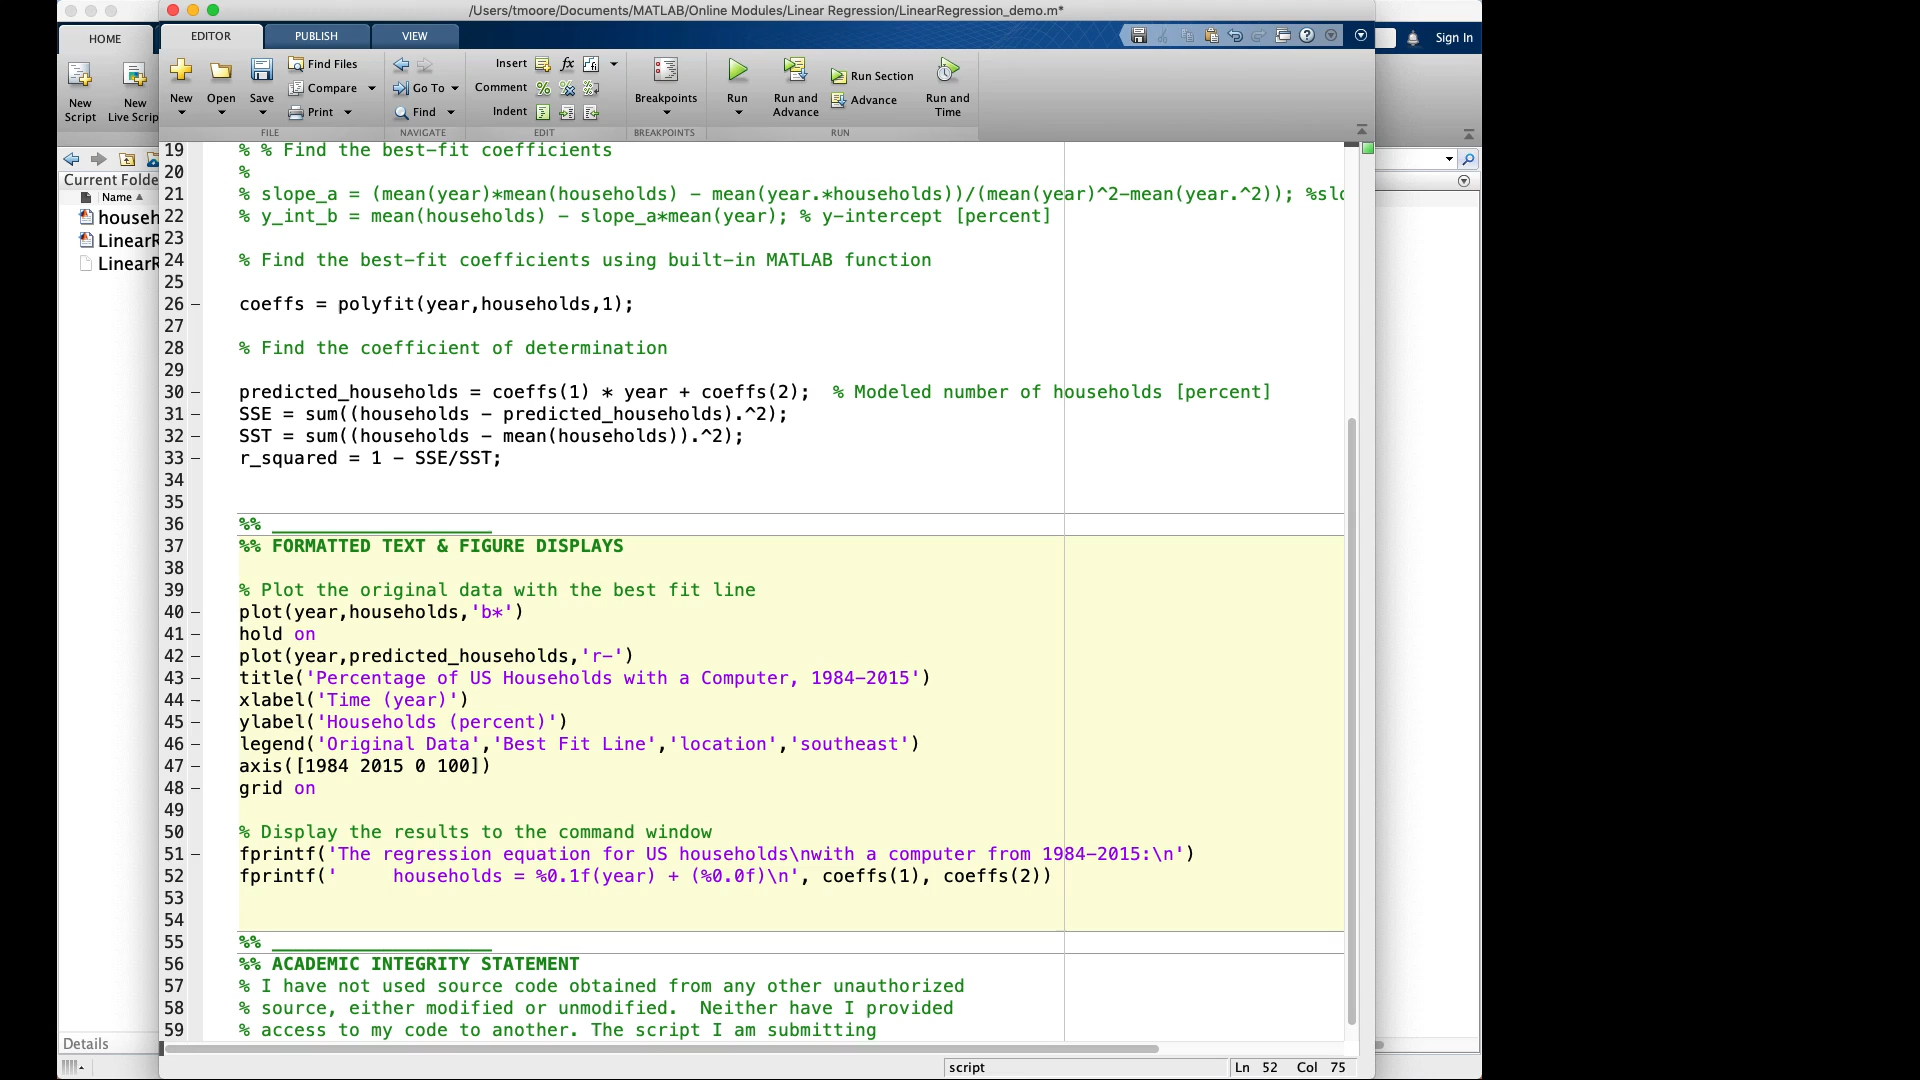 /Users/tmoore/Documents/MATLAB/Online Modules/Linear Regression/LinearRegression_demo.m*
HOME
EDITOR
PUBLISH
VIEW
Sign In
New Script
New Live Scrip
New
Open
Save
Find Files
Compare
Print
Go To
Find
Insert
Comment
Indent
fx
Breakpoints
Run
Run and Advance
Run Section
Advance
Run and Time
FILE
NAVIGATE
EDIT
BREAKPOINTS
RUN
Current Folde
Name
househ
LinearR
LinearR
19 % % Find the best-fit coefficients
20 %
21 % slope_a = (mean(year)*mean(households) - mean(year.*households))/(mean(year)^2-mean(year.^2)); %slo
22 % y_int_b = mean(households) - slope_a*mean(year); % y-intercept [percent]
23
24 % Find the best-fit coefficients using built-in MATLAB function
25
26 – coeffs = polyfit(year,households,1);
27
28 % Find the coefficient of determination
29
30 – predicted_households = coeffs(1) * year + coeffs(2);  % Modeled number of households [percent]
31 – SSE = sum((households - predicted_households).^2);
32 – SST = sum((households - mean(households)).^2);
33 – r_squared = 1 - SSE/SST;
34
35
36 %% ____________________
37 %% FORMATTED TEXT & FIGURE DISPLAYS
38
39 % Plot the original data with the best fit line
40 – plot(year,households,'b*')
41 – hold on
42 – plot(year,predicted_households,'r-')
43 – title('Percentage of US Households with a Computer, 1984-2015')
44 – xlabel('Time (year)')
45 – ylabel('Households (percent)')
46 – legend('Original Data','Best Fit Line','location','southeast')
47 – axis([1984 2015 0 100])
48 – grid on
49
50 % Display the results to the command window
51 – fprintf('The regression equation for US households\nwith a computer from 1984-2015:\n')
52 fprintf('     households = %0.1f(year) + (%0.0f)\n', coeffs(1), coeffs(2))
53
54
55 %% ____________________
56 %% ACADEMIC INTEGRITY STATEMENT
57 % I have not used source code obtained from any other unauthorized
58 % source, either modified or unmodified.  Neither have I provided
59 % access to my code to another. The script I am submitting
Details
script
Ln 52 Col 75